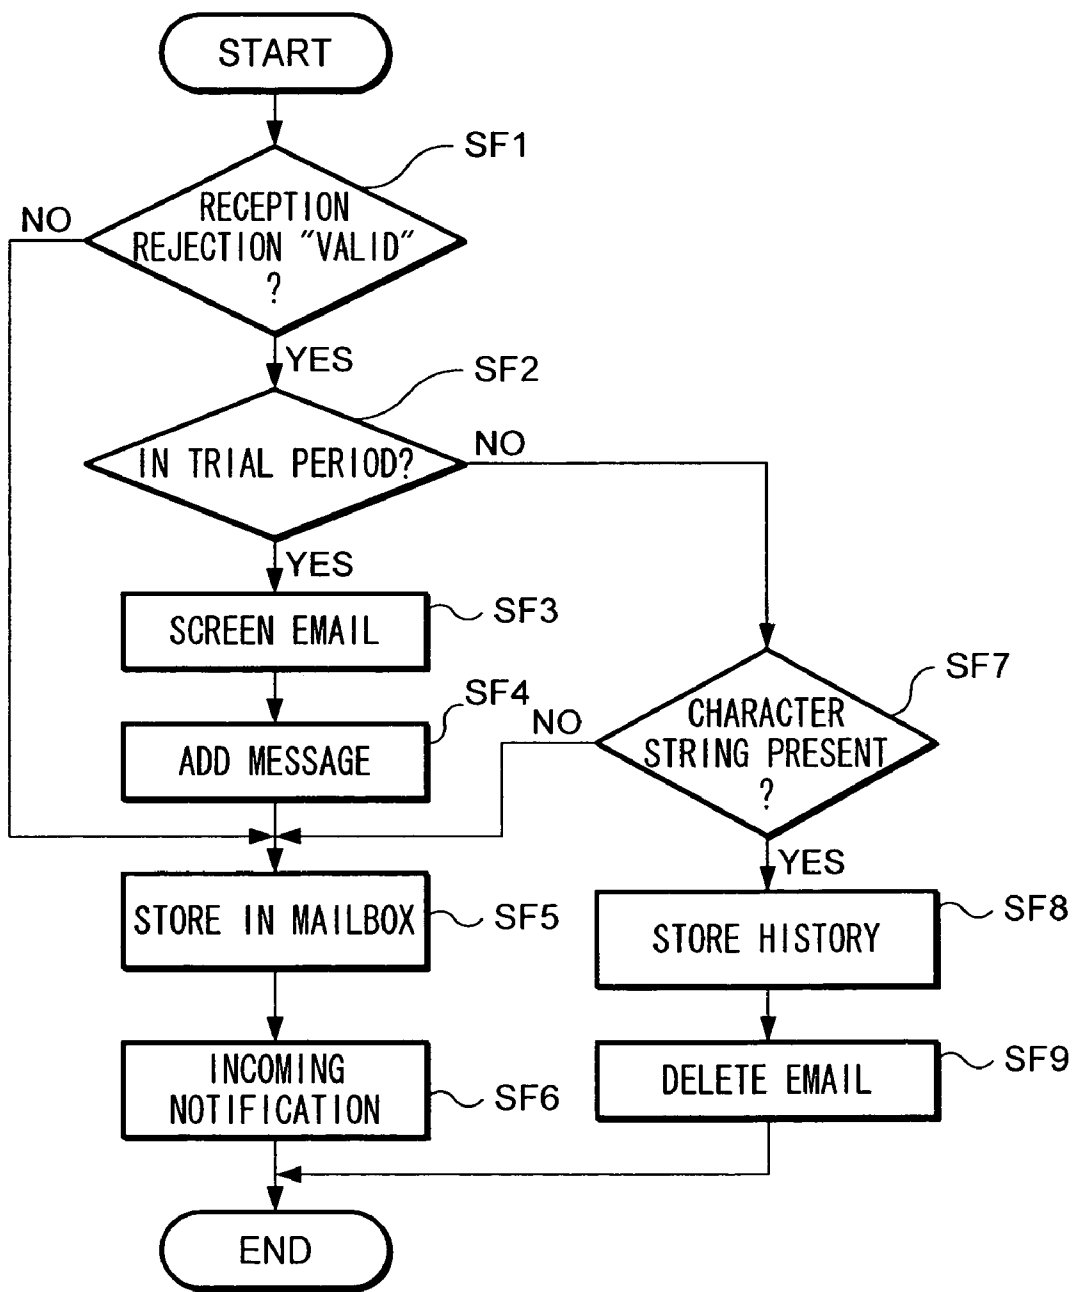 START
SF1
RECEPTION
REJECTION "VALID"
?
NO
YES
SF2
IN TRIAL PERIOD?
NO
YES
SF3
SCREEN EMAIL
SF4
ADD MESSAGE
SF7
CHARACTER
STRING PRESENT
?
NO
YES
STORE IN MAILBOX
SF5
SF8
STORE HISTORY
INCOMING
NOTIFICATION
SF6
SF9
DELETE EMAIL
END